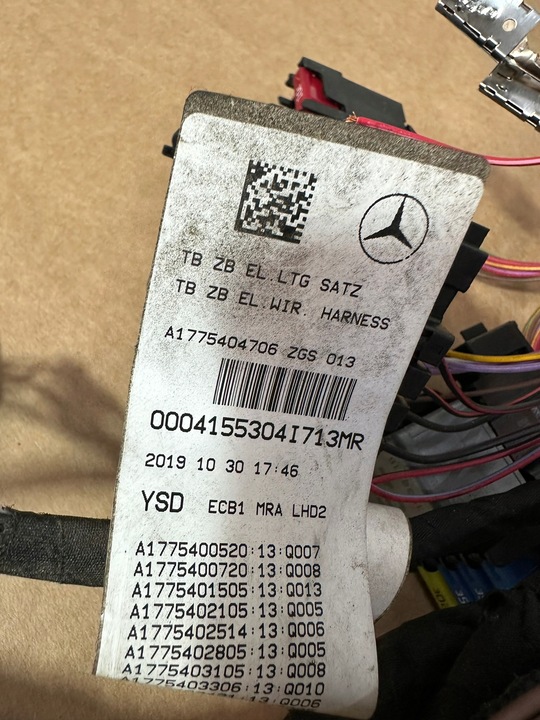 TB ZB EL.LTG SATZ
TB ZB EL.WIR. HARNESS
A1775404706 ZGS 013
0004155304I713MR
2019 10 30 17:46
YSD ECB1 MRA LHD2
A1775400520:13:Q007
A1775400720:13:Q008
A1775401505:13:Q013
A1775402105:13:Q005
A1775402514:13:Q006
A1775402805:13:Q005
A1775403105:13:Q008
A1775403306:13:Q010
:13:Q006